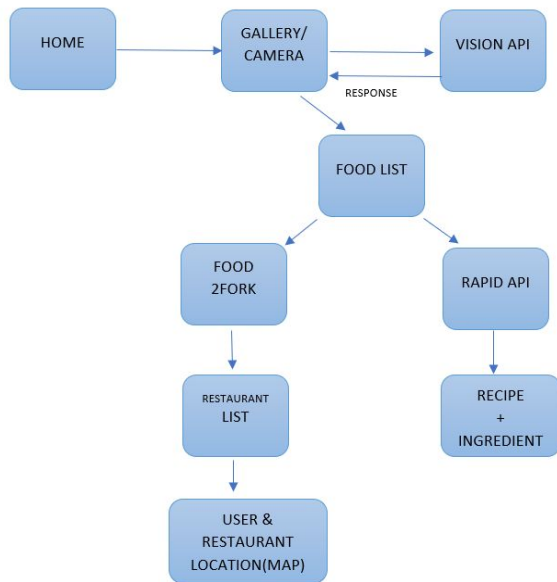 HOME
GALLERY/
CAMERA
VISION API
RESPONSE
FOOD LIST
FOOD
2FORK
RAPID API
RESTAURANT
LIST
RECIPE
+
INGREDIENT
USER &
RESTAURANT
LOCATION(MAP)